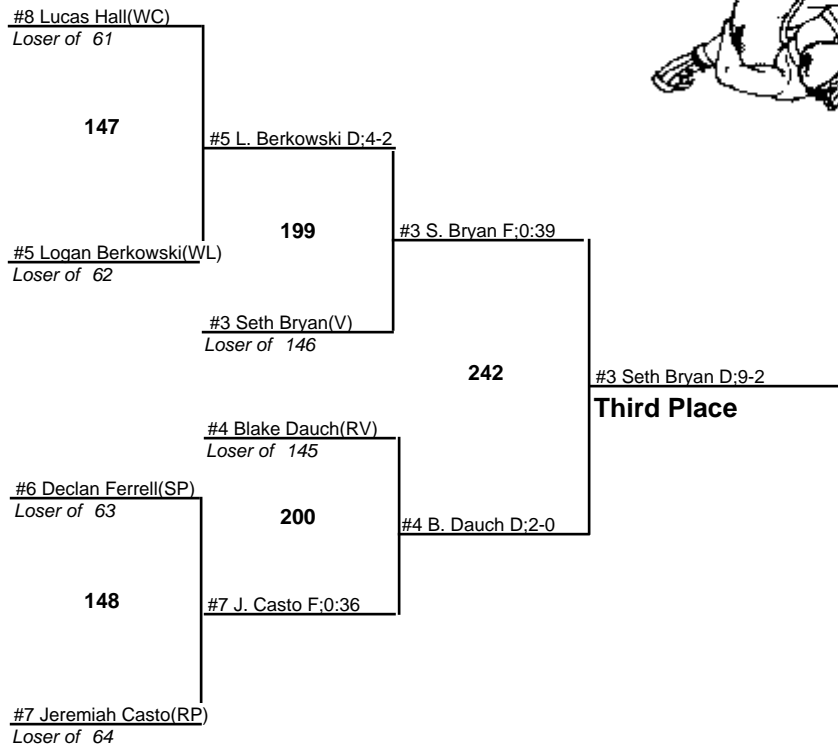 #8 Lucas Hall(WC)
Loser of 61
147
#5 L. Berkowski D;4-2
199
#3 S. Bryan F;0:39
#5 Logan Berkowski(WL)
Loser of 62
#3 Seth Bryan(V)
Loser of 146
242
#3 Seth Bryan D;9-2
Third Place
#4 Blake Dauch(RV)
Loser of 145
#6 Declan Ferrell(SP)
Loser of 63
200
#4 B. Dauch D;2-0
148
#7 J. Casto F;0:36
#7 Jeremiah Casto(RP)
Loser of 64